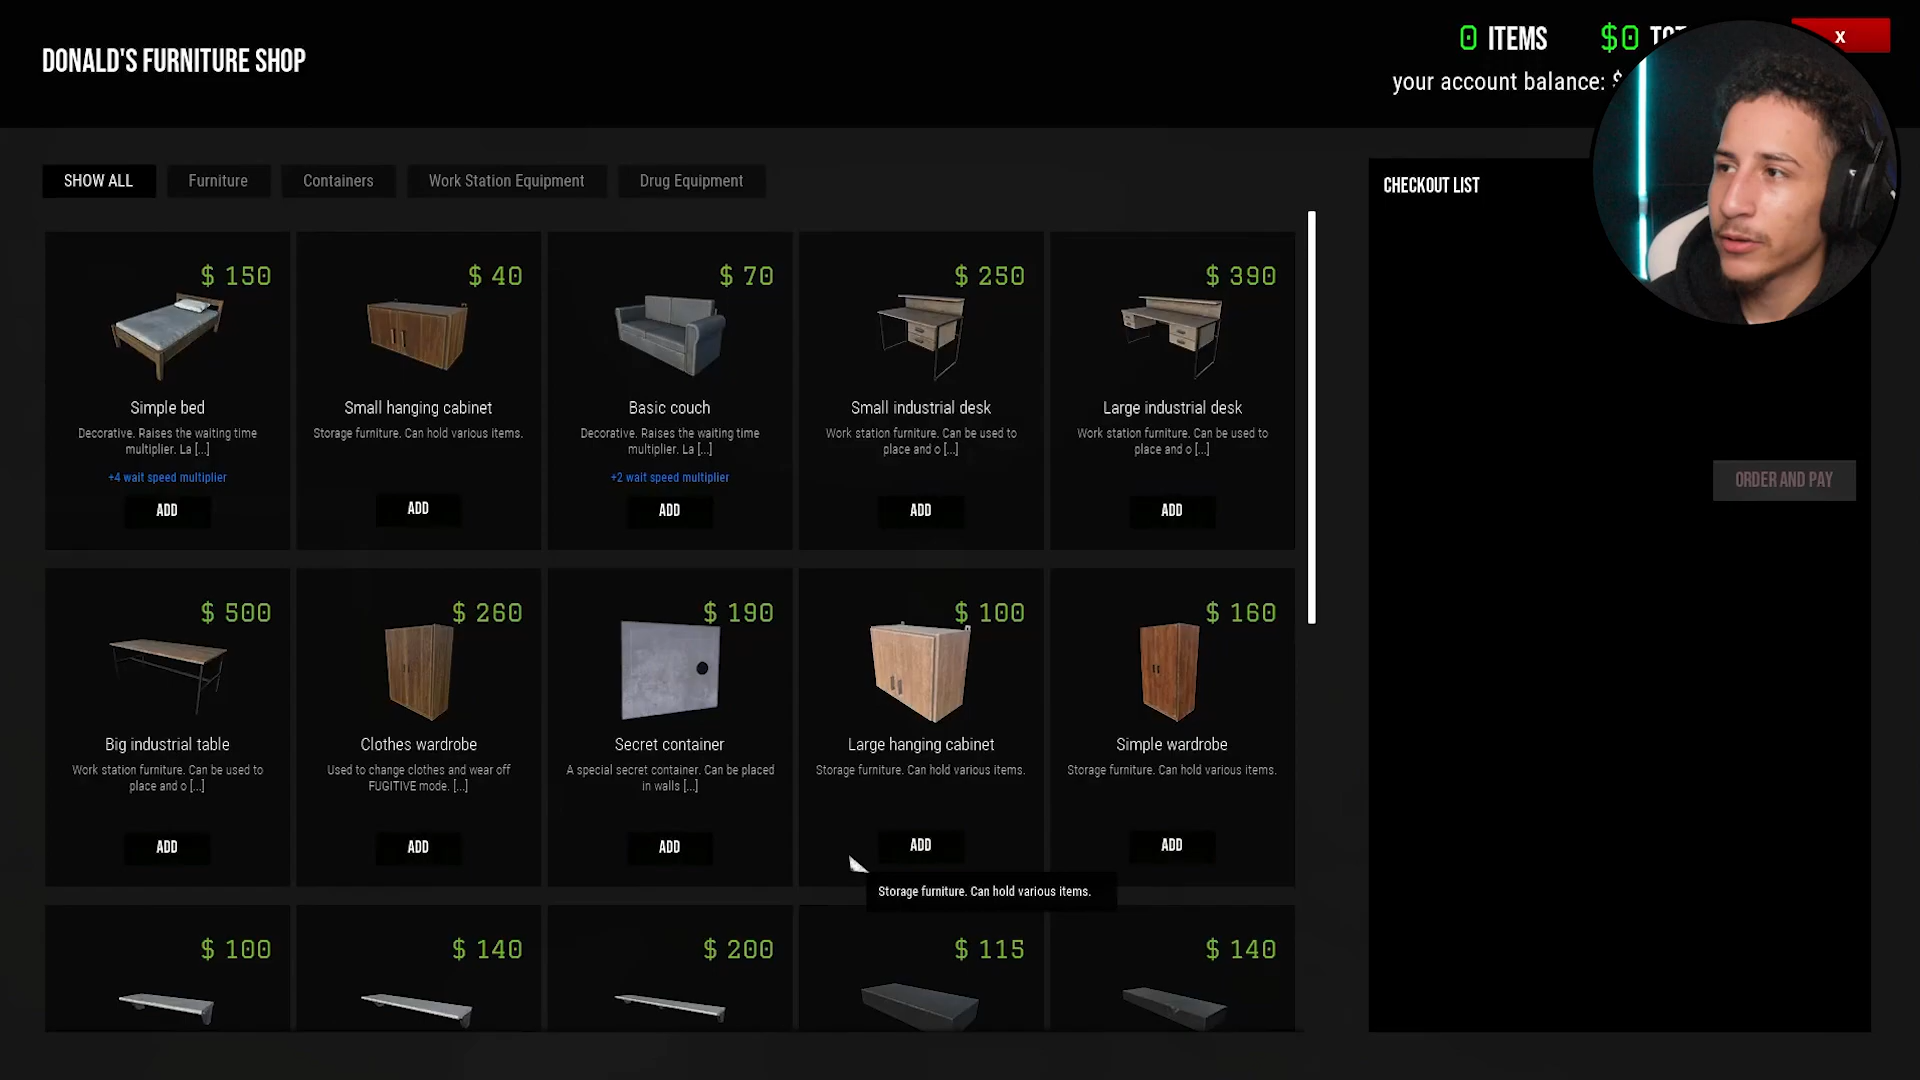 DONALD'S FURNITURE SHOP
0 ITEMS $0
your account balance: $
x
SHOW ALL Furniture Containers Work Station Equipment Drug Equipment
CHECKOUT LIST
ORDER AND PAY
$ 150 $ 40 $ 70 $ 250 $ 390
Simple bed Small hanging cabinet Basic couch Small industrial desk Large industrial desk
Decorative. Raises the waiting time Storage furniture. Can hold various items. Decorative. Raises the waiting time Work station furniture. Can be used to Work station furniture. Can be used to
multiplier. La [...] multiplier. La [...] place and o [...] place and o [...]
+4 wait speed multiplier +2 wait speed multiplier
ADD ADD ADD ADD ADD
$ 500 $ 260 $ 190 $ 100 $ 160
Big industrial table Clothes wardrobe Secret container Large hanging cabinet Simple wardrobe
Work station furniture. Can be used to Used to change clothes and wear off A special secret container. Can be placed Storage furniture. Can hold various items. Storage furniture. Can hold various items.
place and o [...] FUGITIVE mode. [...] in walls [...]
ADD ADD ADD ADD ADD
Storage furniture. Can hold various items.
$ 100 $ 140 $ 200 $ 115 $ 140